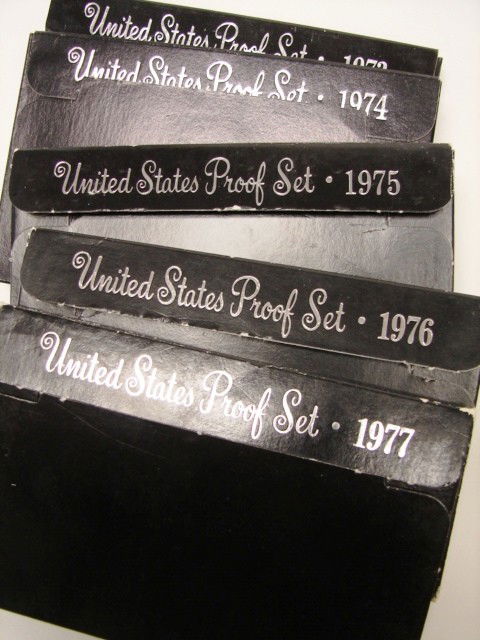 United States Proof Set · 1973
United States Proof Set · 1974
United States Proof Set · 1975
United States Proof Set · 1976
United States Proof Set · 1977